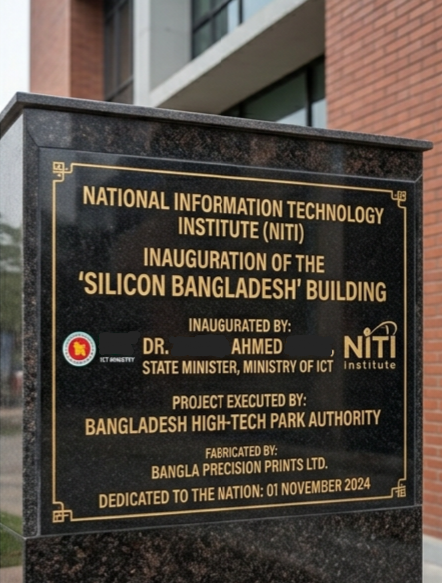 NATIONAL INFORMATION TECHNOLOGY
INSTITUTE (NITI)
INAUGURATION OF THE
‘SILICON BANGLADESH’ BUILDING
INAUGURATED BY:
ICT MINISTRY
DR. AHMED ,
STATE MINISTER, MINISTRY OF ICT
NiTi
institute
PROJECT EXECUTED BY:
BANGLADESH HIGH-TECH PARK AUTHORITY
FABRICATED BY:
BANGLA PRECISION PRINTS LTD.
DEDICATED TO THE NATION: 01 NOVEMBER 2024